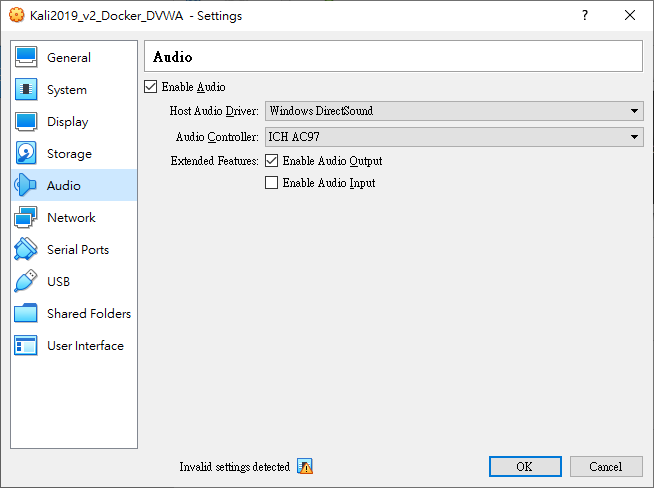 Kali2019_v2_Docker_DVWA - Settings
?
General
System
Display
Storage
Audio
Network
Serial Ports
USB
Shared Folders
User Interface
Audio
Enable Audio
Host Audio Driver: Windows DirectSound
Audio Controller: ICH AC97
Extended Features: Enable Audio Output
Enable Audio Input
Invalid settings detected
OK Cancel